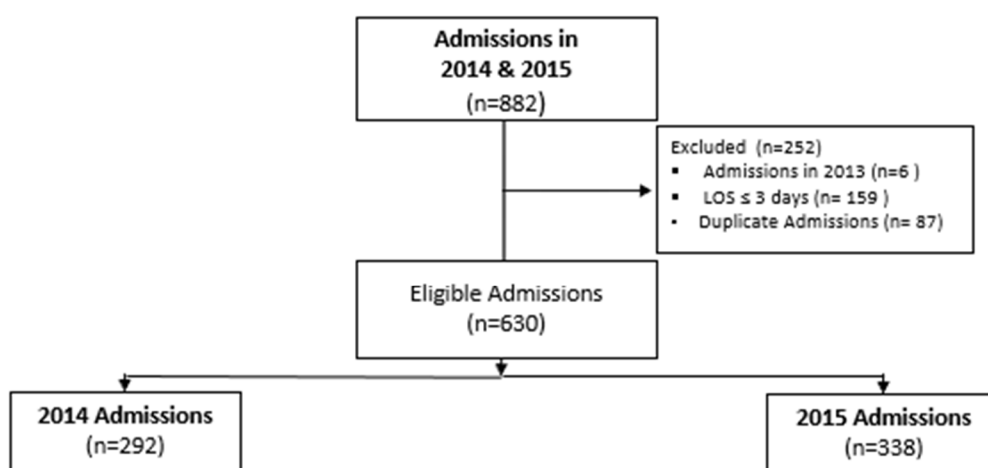 Admissions in
2014 & 2015
(n=882)
Excluded (n=252)
▪ Admissions in 2013 (n=6 )
▪ LOS ≤ 3 days (n= 159 )
• Duplicate Admissions (n= 87)
Eligible Admissions
(n=630)
2014 Admissions
(n=292)
2015 Admissions
(n=338)